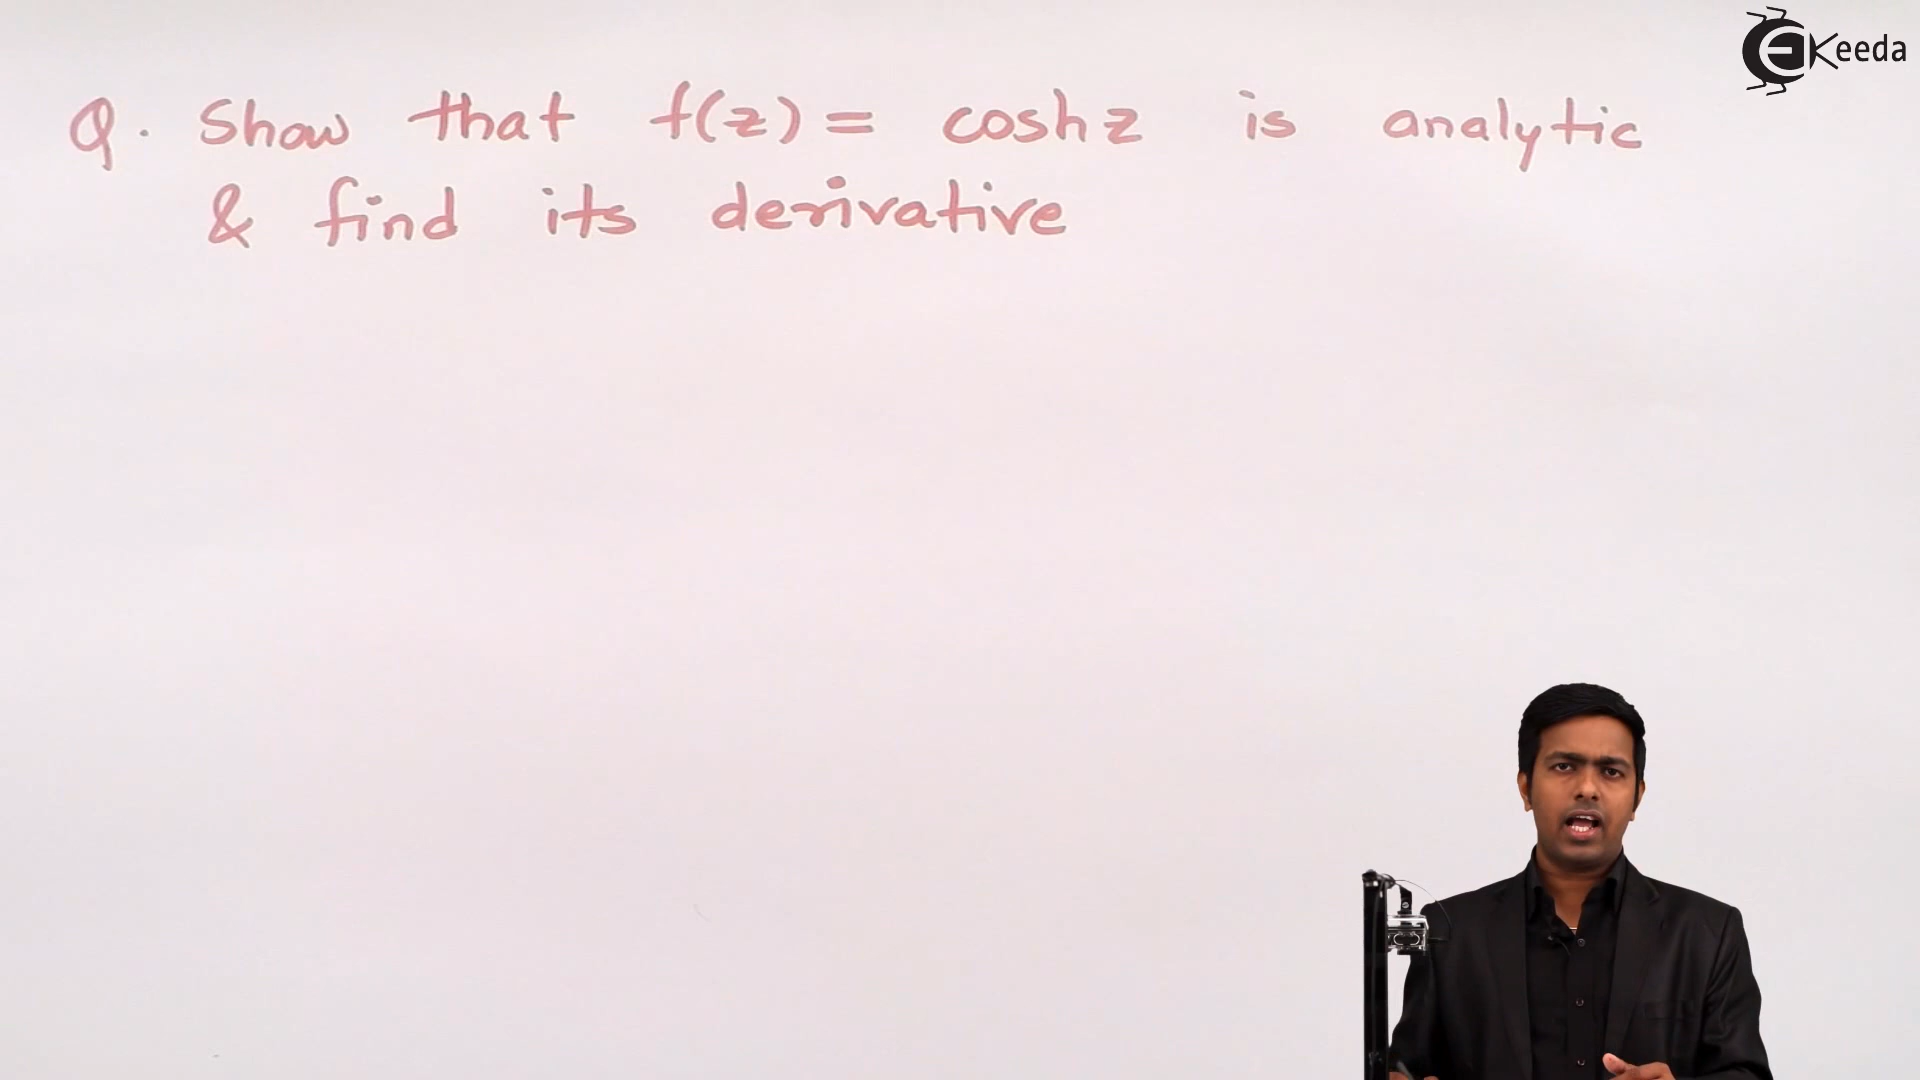 Keeda
Q. Show that f(z) = cosh z is analytic
& find its derivative